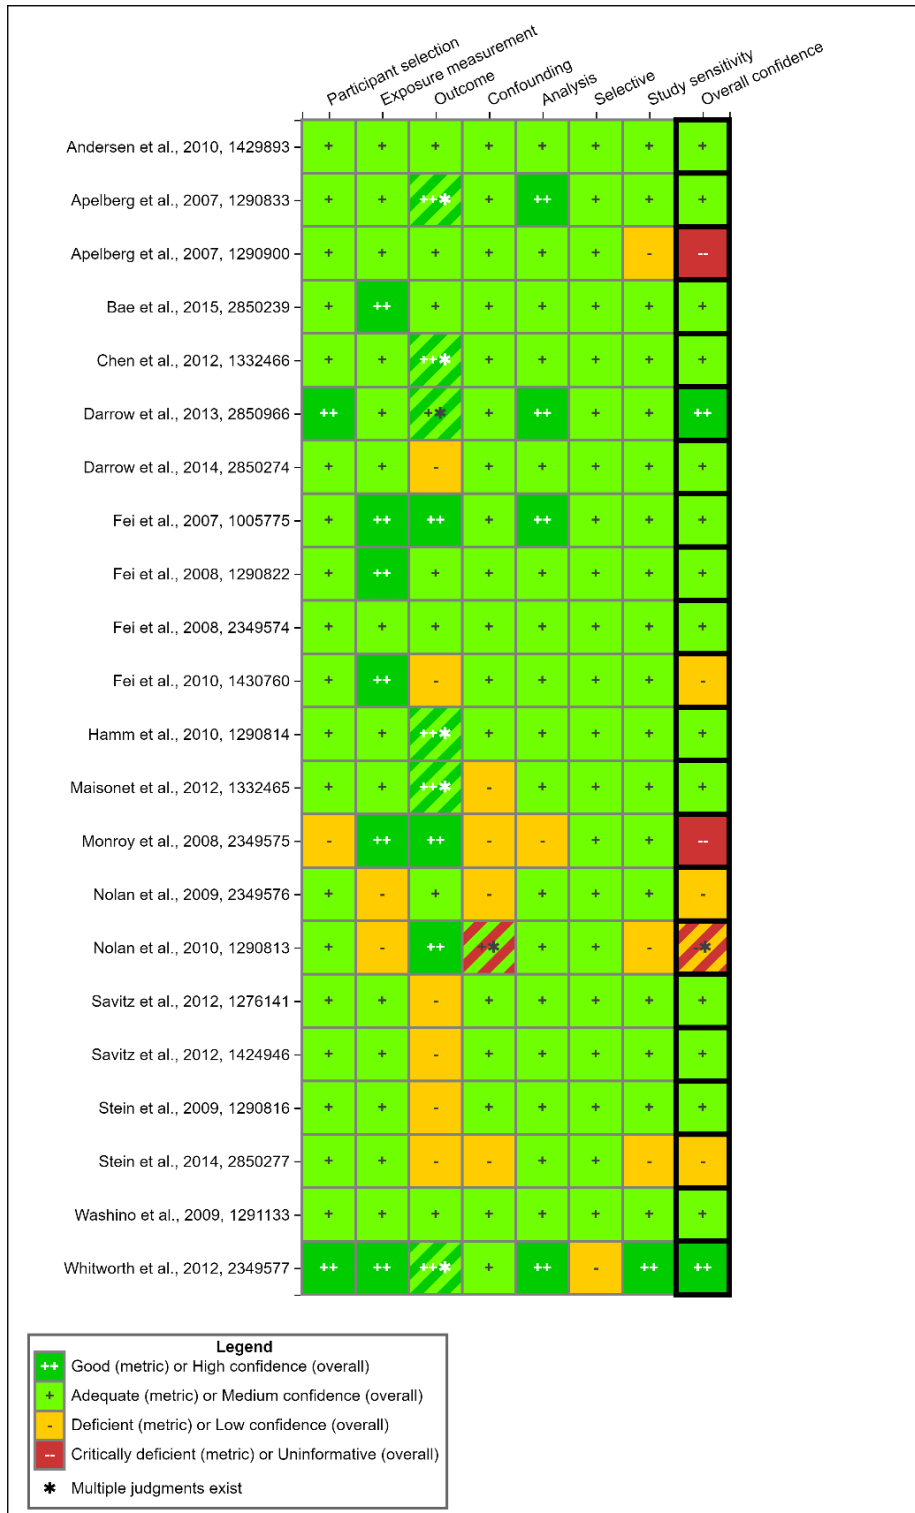 Participant selection
Exposure measurement
Outcome
Confounding
Analysis
Selective
Study sensitivity
Overall confidence
Andersen et al., 2010, 1429893 + + + + + + + +
Apelberg et al., 2007, 1290833 + + ++✱ + ++ + + +
Apelberg et al., 2007, 1290900 + + + + + + - --
Bae et al., 2015, 2850239 + ++ + + + + + +
Chen et al., 2012, 1332466 + + ++✱ + + + + +
Darrow et al., 2013, 2850966 ++ + +✱ + ++ + + ++
Darrow et al., 2014, 2850274 + + - + + + + +
Fei et al., 2007, 1005775 + ++ ++ + ++ + + +
Fei et al., 2008, 1290822 + ++ + + + + + +
Fei et al., 2008, 2349574 + + + + + + + +
Fei et al., 2010, 1430760 + ++ - + + + + -
Hamm et al., 2010, 1290814 + + ++✱ + + + + +
Maisonet et al., 2012, 1332465 + + ++✱ - + + + +
Monroy et al., 2008, 2349575 - ++ ++ - - + + --
Nolan et al., 2009, 2349576 + - + - + + + -
Nolan et al., 2010, 1290813 + - ++ +✱ + + - -✱
Savitz et al., 2012, 1276141 + + - + + + + +
Savitz et al., 2012, 1424946 + + - + + + + +
Stein et al., 2009, 1290816 + + - + + + + +
Stein et al., 2014, 2850277 + + - - + + - -
Washino et al., 2009, 1291133 + + + + + + + +
Whitworth et al., 2012, 2349577 ++ ++ ++✱ + ++ - ++ ++
Legend
++ Good (metric) or High confidence (overall)
+ Adequate (metric) or Medium confidence (overall)
- Deficient (metric) or Low confidence (overall)
-- Critically deficient (metric) or Uninformative (overall)
✱ Multiple judgments exist